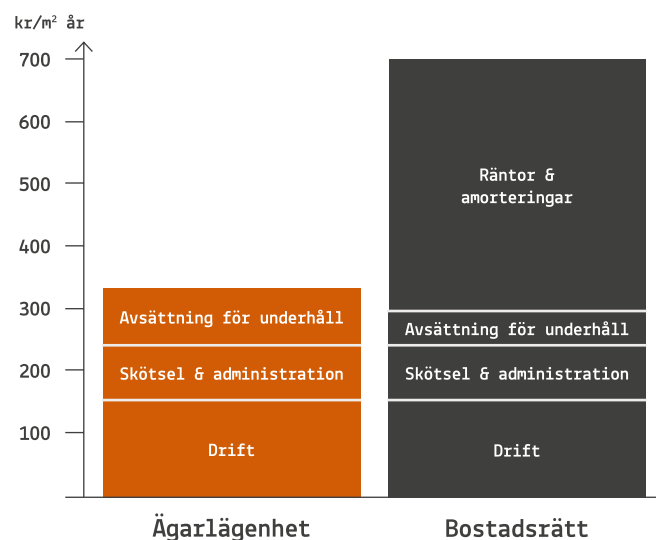 kr/m² år
700
600
500
400
300
200
100
Avsättning för underhåll
Skötsel & administration
Drift
Räntor &
amorteringar
Avsättning för underhåll
Skötsel & administration
Drift
Ägarlägenhet
Bostadsrätt